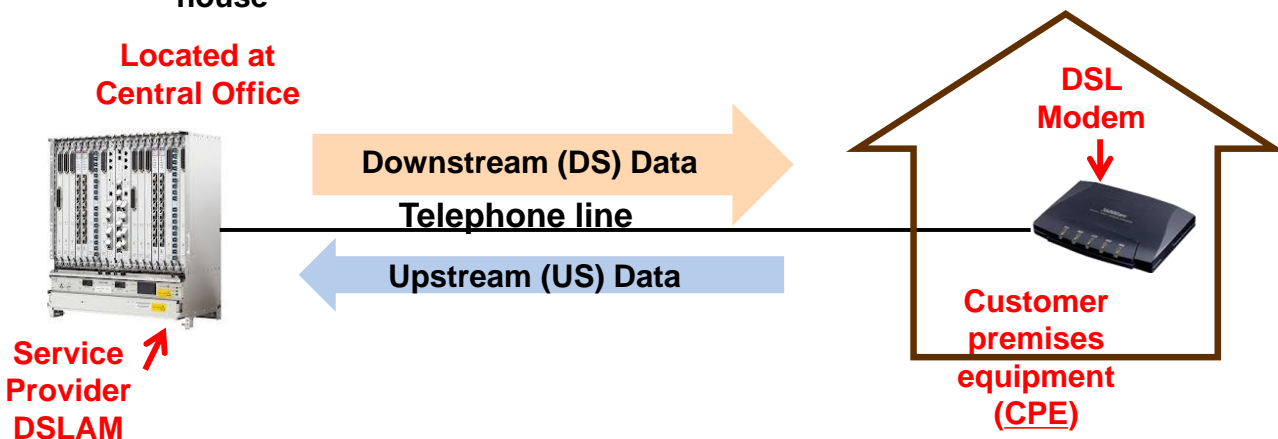 house
Located at
Central Office
DSL
Modem
Downstream (DS) Data
Telephone line
Upstream (US) Data
Customer
premises
equipment
(CPE)
Service
Provider
DSLAM